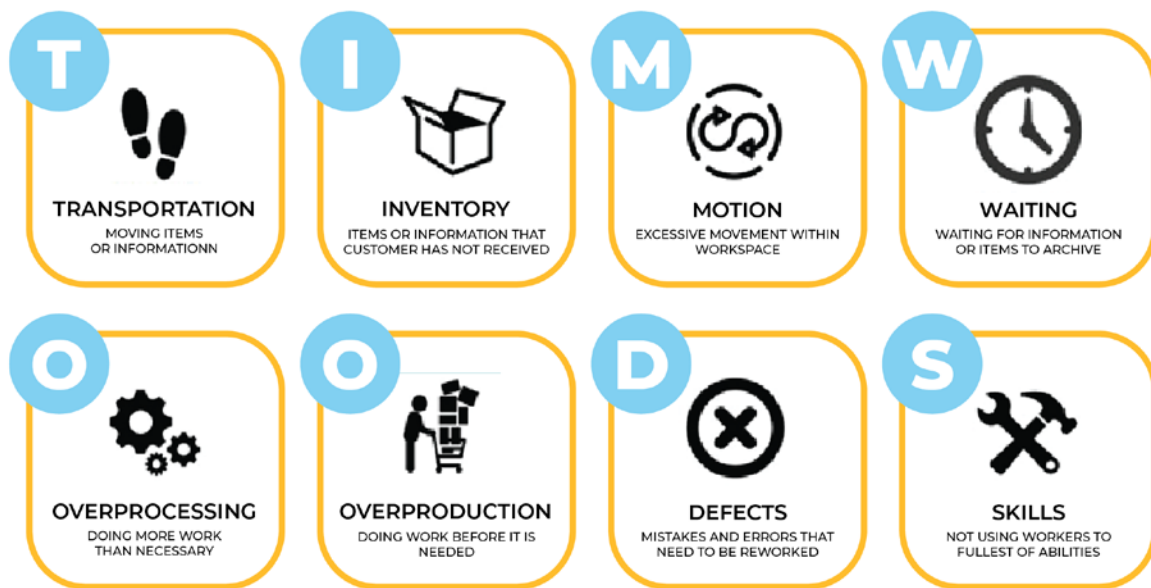 T
TRANSPORTATION
MOVING ITEMS
OR INFORMATIONN
I
INVENTORY
ITEMS OR INFORMATION THAT
CUSTOMER HAS NOT RECEIVED
M
MOTION
EXCESSIVE MOVEMENT WITHIN
WORKSPACE
W
WAITING
WAITING FOR INFORMATION
OR ITEMS TO ARCHIVE
O
OVERPROCESSING
DOING MORE WORK
THAN NECESSARY
O
OVERPRODUCTION
DOING WORK BEFORE IT IS
NEEDED
D
DEFECTS
MISTAKES AND ERRORS THAT
NEED TO BE REWORKED
S
SKILLS
NOT USING WORKERS TO
FULLEST OF ABILITIES